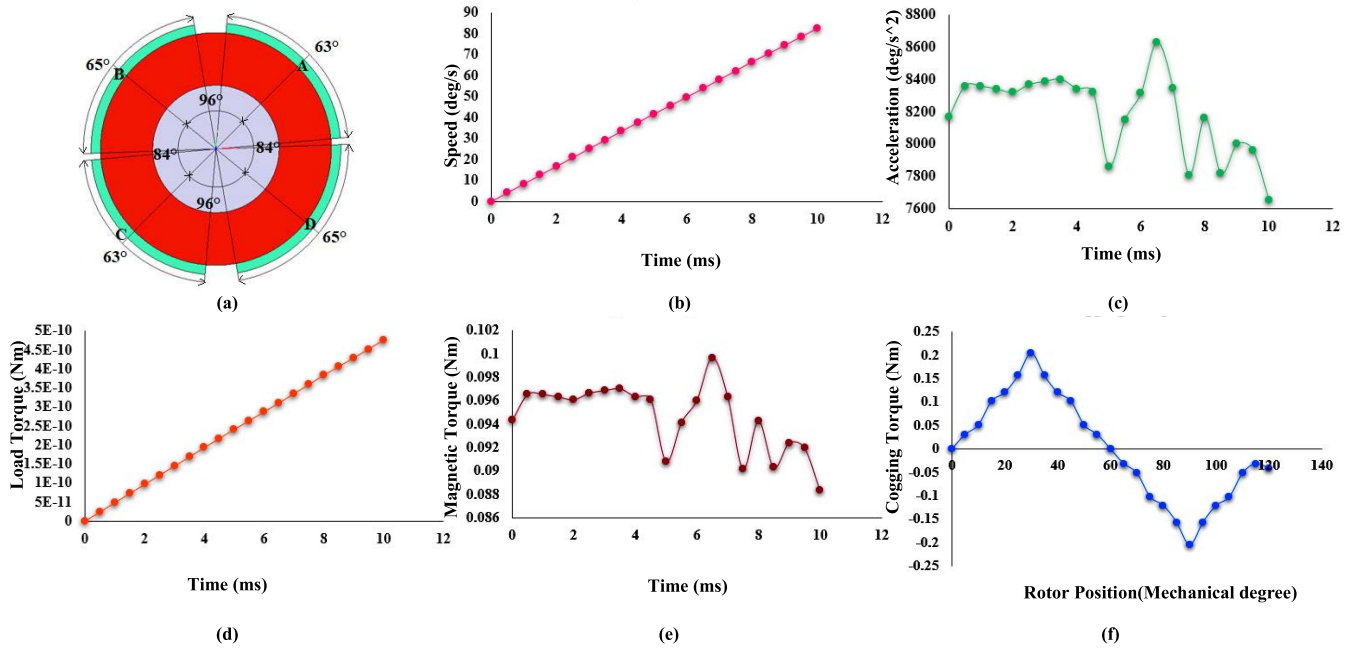 63°
65°
B
A
96°
84°
84°
96°
C
D
63°
65°
(a)
Speed (deg/s)
90
80
70
60
50
40
30
20
10
0
0 2 4 6 8 10 12
Time (ms)
(b)
Acceleration (deg/s^2)
8800
8600
8400
8200
8000
7800
7600
0 2 4 6 8 10 12
Time (ms)
(c)
Load Torque (Nm)
5E-10
4.5E-10
4E-10
3.5E-10
3E-10
2.5E-10
2E-10
1.5E-10
1E-10
5E-11
0
0 2 4 6 8 10 12
Time (ms)
(d)
Magnetic Torque (Nm)
0.102
0.1
0.098
0.096
0.094
0.092
0.09
0.088
0.086
0 2 4 6 8 10 12
Time (ms)
(e)
Cogging Torque (Nm)
0.25
0.2
0.15
0.1
0.05
0
-0.05
-0.1
-0.15
-0.2
-0.25
0 20 40 60 80 100 120 140
Rotor Position(Mechanical degree)
(f)